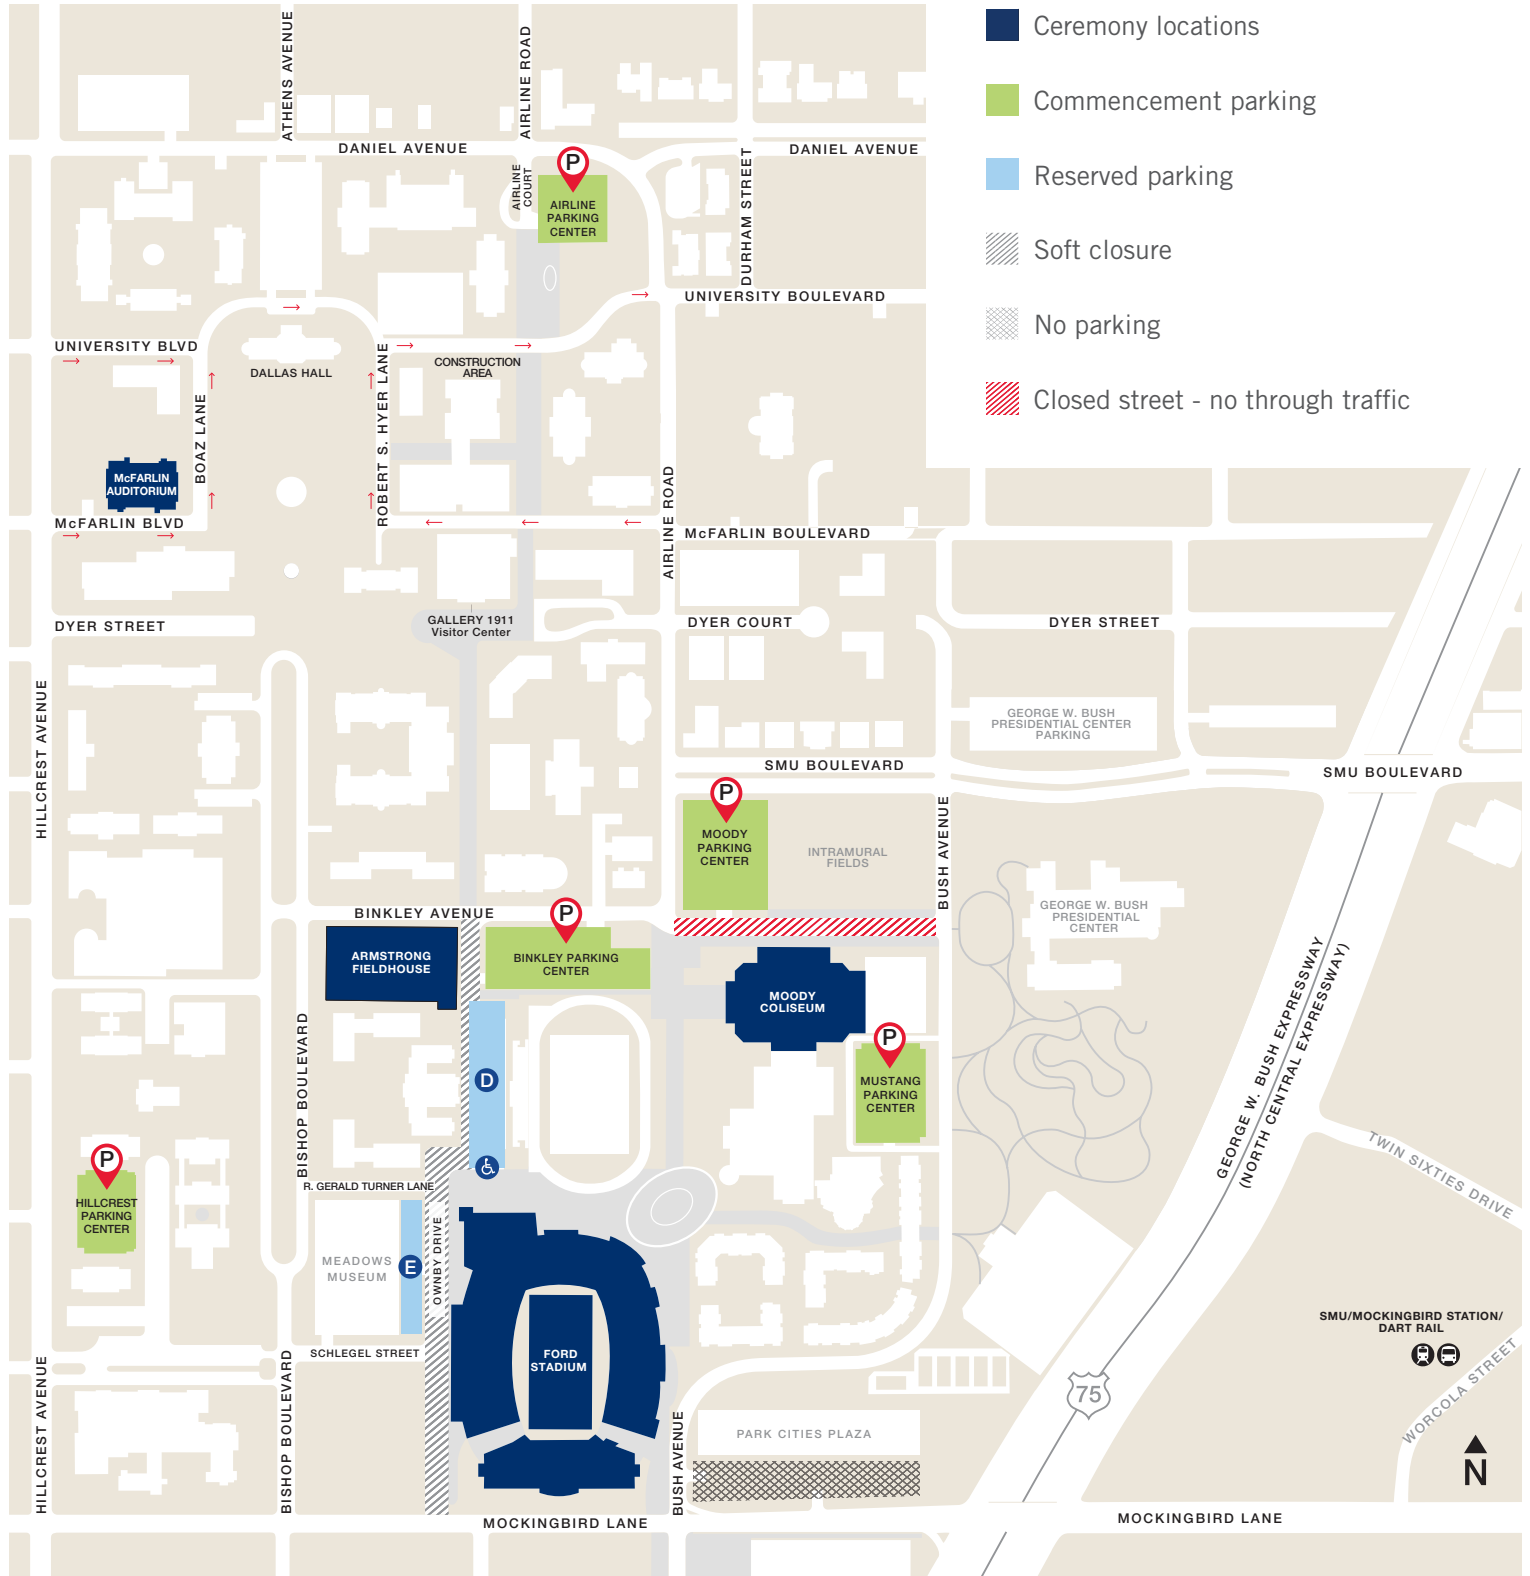 Ceremony locations
Commencement parking
Reserved parking
Soft closure
No parking
Closed street - no through traffic
ATHENS AVENUE
AIRLINE ROAD
DANIEL AVENUE
DANIEL AVENUE
P
AIRLINE
COURT
AIRLINE
PARKING
CENTER
DURHAM STREET
UNIVERSITY BOULEVARD
UNIVERSITY BLVD
DALLAS HALL
CONSTRUCTION
AREA
ROBERT S. HYER LANE
BOAZ LANE
McFARLIN
AUDITORIUM
McFARLIN BLVD
AIRLINE ROAD
McFARLIN BOULEVARD
GALLERY 1911
Visitor Center
DYER STREET
DYER COURT
DYER STREET
HILLCREST AVENUE
GEORGE W. BUSH
PRESIDENTIAL CENTER
PARKING
SMU BOULEVARD
SMU BOULEVARD
P
MOODY
PARKING
CENTER
INTRAMURAL
FIELDS
BUSH AVENUE
BINKLEY AVENUE
P
GEORGE W. BUSH
PRESIDENTIAL
CENTER
ARMSTRONG
FIELDHOUSE
BINKLEY PARKING
CENTER
MOODY
COLISEUM
GEORGE W. BUSH EXPRESSWAY
(NORTH CENTRAL EXPRESSWAY)
BISHOP BOULEVARD
D
P
MUSTANG
PARKING
CENTER
P
HILLCREST
PARKING
CENTER
R. GERALD TURNER LANE
TWIN SIXTIES DRIVE
MEADOWS
MUSEUM
E
OWNBY DRIVE
SMU/MOCKINGBIRD STATION/
DART RAIL
SCHLEGEL STREET
FORD
STADIUM
75
WORCOLA STREET
HILLCREST AVENUE
BISHOP BOULEVARD
BUSH AVENUE
PARK CITIES PLAZA
N
MOCKINGBIRD LANE
MOCKINGBIRD LANE